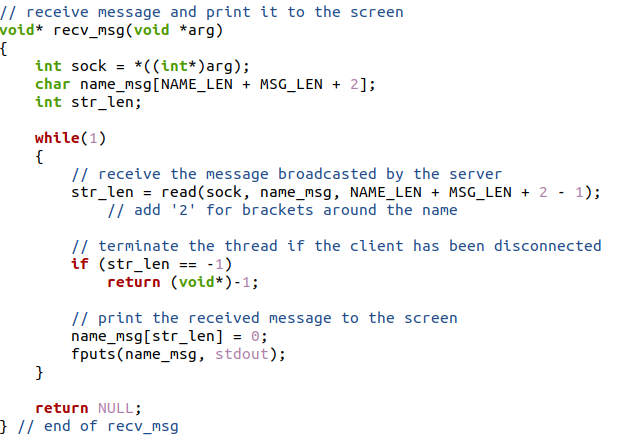 // receive message and print it to the screen
void* recv_msg(void *arg)
{
    int sock = *((int*)arg);
    char name_msg[NAME_LEN + MSG_LEN + 2];
    int str_len;

    while(1)
    {
        // receive the message broadcasted by the server
        str_len = read(sock, name_msg, NAME_LEN + MSG_LEN + 2 - 1);
            // add '2' for brackets around the name

        // terminate the thread if the client has been disconnected
        if (str_len == -1)
            return (void*)-1;

        // print the received message to the screen
        name_msg[str_len] = 0;
        fputs(name_msg, stdout);
    }

    return NULL;
} // end of recv_msg